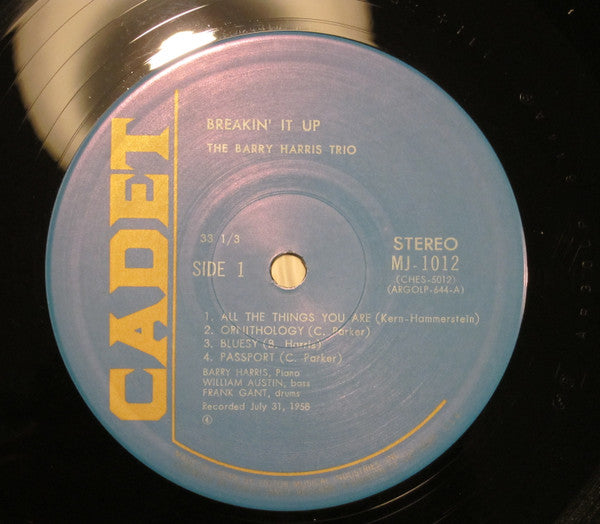 CADET
BREAKIN' IT UP
THE BARRY HARRIS TRIO
33 1/3
SIDE 1
STEREO
MJ-1012
(CHES-5012)
(ARGOLP-644-A)
1. ALL THE THINGS YOU ARE (Kern-Hammerstein)
2. ORNITHOLOGY (C. Parker)
3. BLUESY (B. Harris)
4. PASSPORT (C. Parker)
BARRY HARRIS, Piano
WILLIAM AUSTIN, bass
FRANK GANT, drums
Recorded July 31, 1958
4